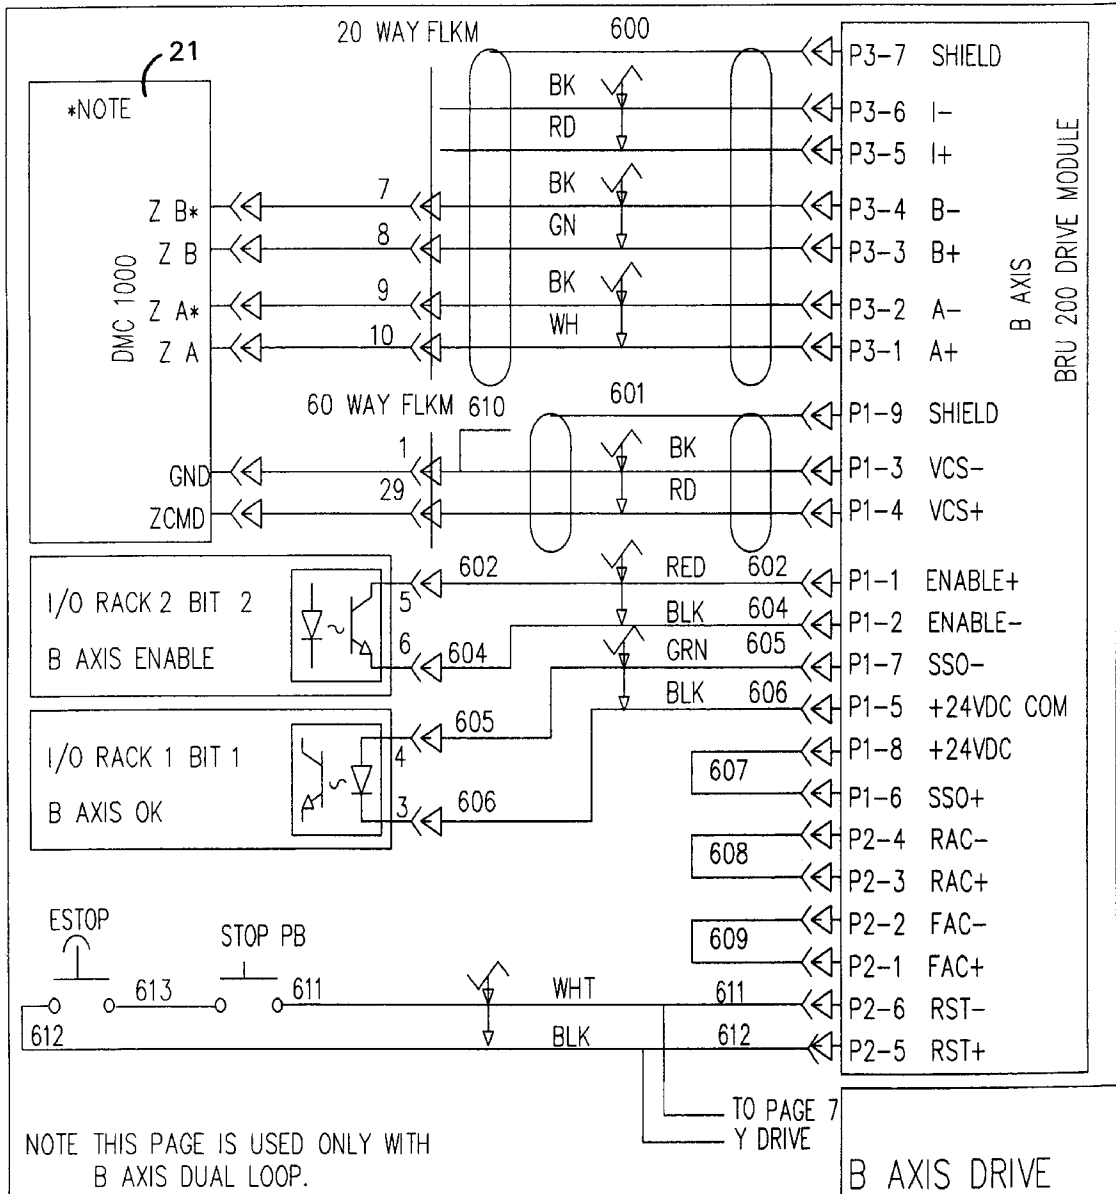 20 WAY FLKM 600
P3-7 SHIELD
21
*NOTE
BK
P3-6 I-
RD
P3-5 I+
BK
Z B* 7 P3-4 B-
GN
Z B 8 P3-3 B+
BK
Z A* 9 P3-2 A-
WH
Z A 10 P3-1 A+
DMC 1000
B AXIS
BRU 200 DRIVE MODULE
60 WAY FLKM 610 601
P1-9 SHIELD
GND 1 BK P1-3 VCS-
ZCMD 29 RD P1-4 VCS+
I/O RACK 2 BIT 2
B AXIS ENABLE
5 602 RED 602 P1-1 ENABLE+
BLK 604 P1-2 ENABLE-
6 604 GRN 605 P1-7 SSO-
BLK 606 P1-5 +24VDC COM
I/O RACK 1 BIT 1
B AXIS OK
4 605
3 606
P1-8 +24VDC
607
P1-6 SSO+
P2-4 RAC-
608
P2-3 RAC+
P2-2 FAC-
609
P2-1 FAC+
ESTOP
STOP PB
613 611 WHT 611 P2-6 RST-
612 BLK 612 P2-5 RST+
TO PAGE 7
Y DRIVE
NOTE THIS PAGE IS USED ONLY WITH
B AXIS DUAL LOOP.
B AXIS DRIVE